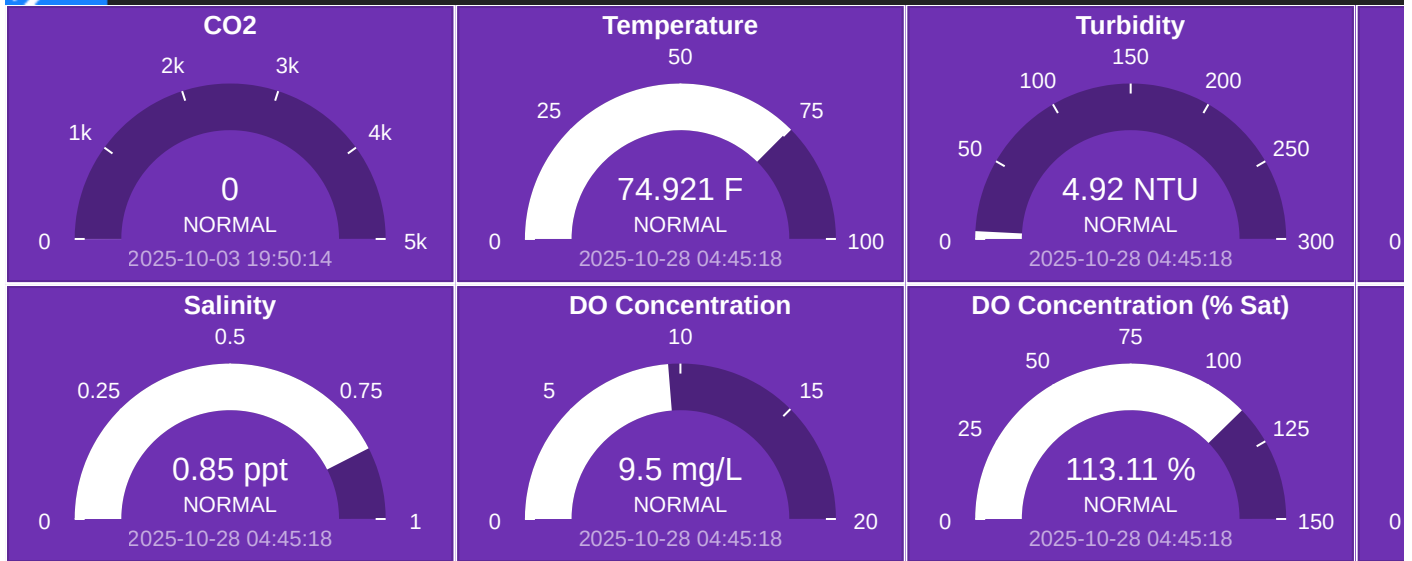 CO2
0
1k
2k
3k
4k
5k
0
NORMAL
2025-10-03 19:50:14
Temperature
0
25
50
75
100
74.921 F
NORMAL
2025-10-28 04:45:18
Turbidity
0
50
100
150
200
250
300
4.92 NTU
NORMAL
2025-10-28 04:45:18
0
Salinity
0
0.25
0.5
0.75
1
0.85 ppt
NORMAL
2025-10-28 04:45:18
DO Concentration
0
5
10
15
20
9.5 mg/L
NORMAL
2025-10-28 04:45:18
DO Concentration (% Sat)
0
25
50
75
100
125
150
113.11 %
NORMAL
2025-10-28 04:45:18
0